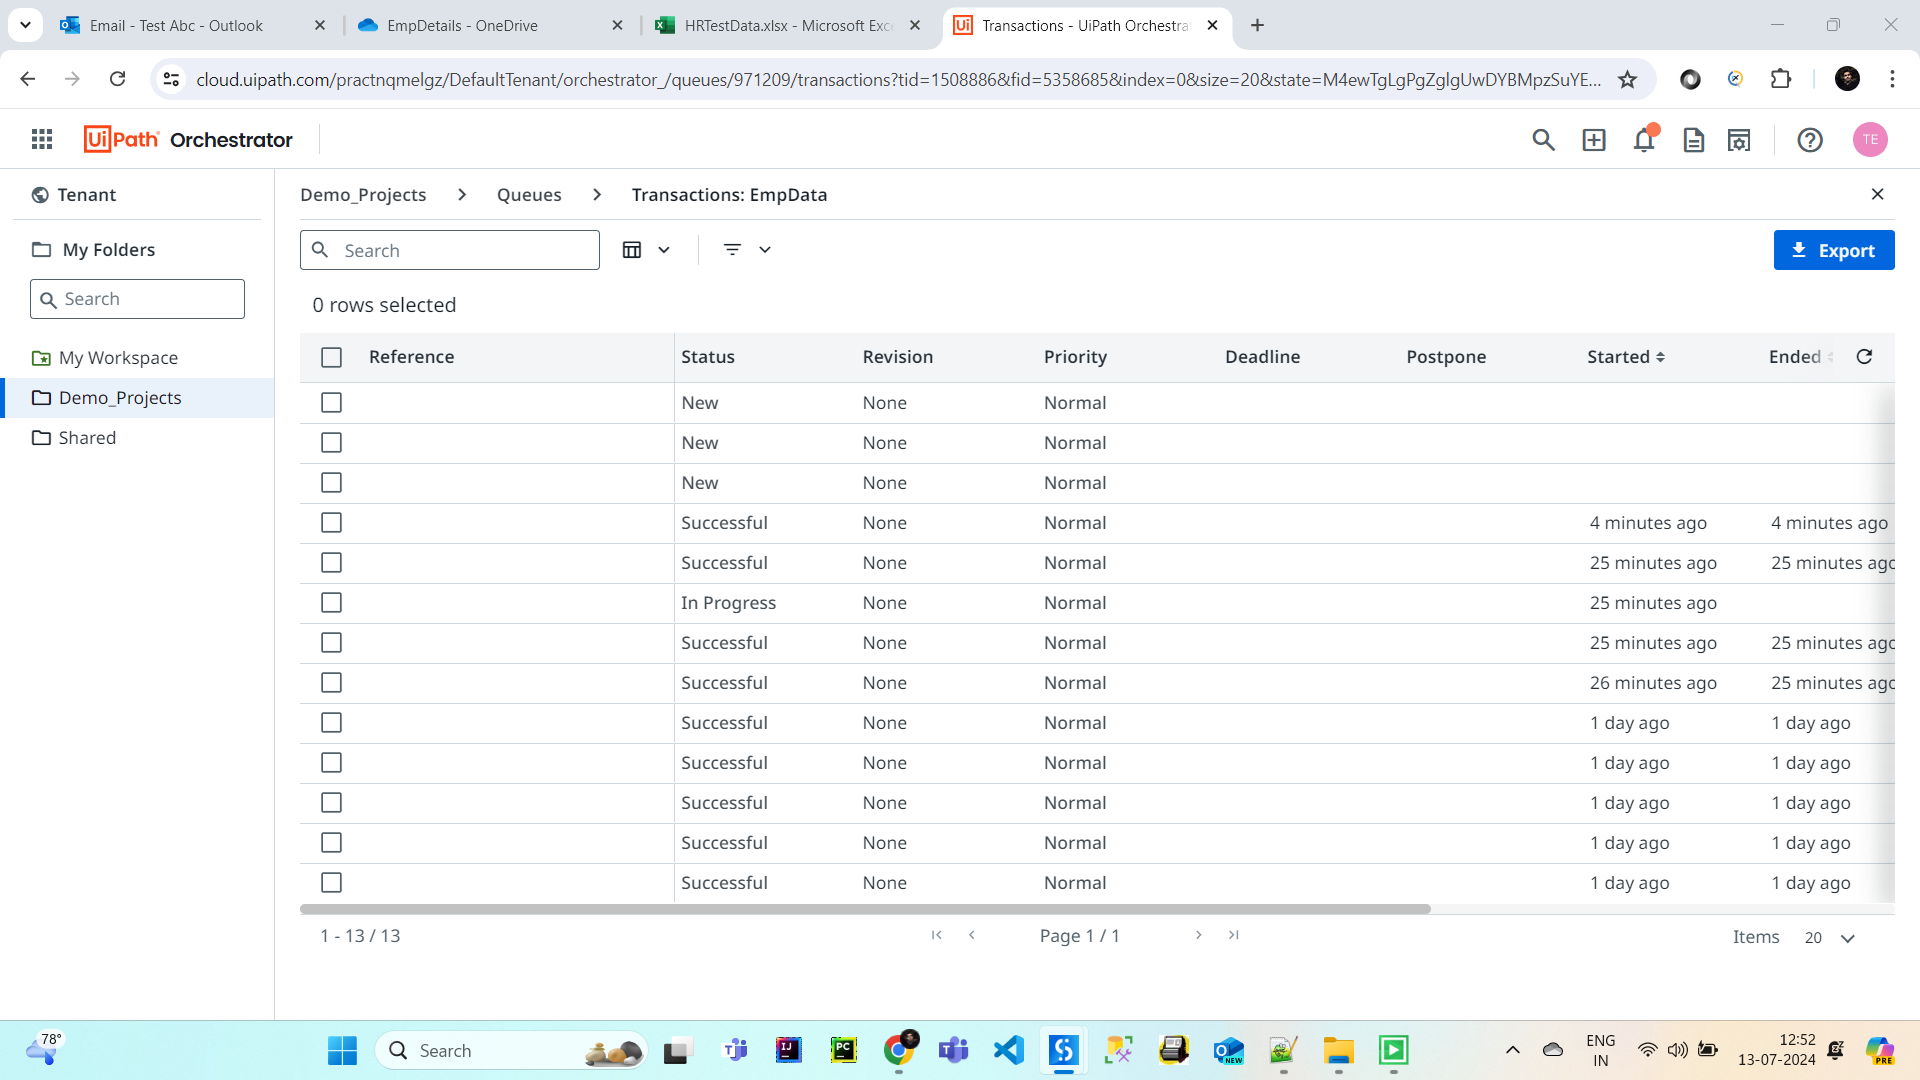 Email - Test Abc - Outlook
EmpDetails - OneDrive
HRTestData.xlsx - Microsoft Exc
Transactions - UiPath Orchestra
cloud.uipath.com/practnqmelgz/DefaultTenant/orchestrator_/queues/971209/transactions?tid=1508886&fid=5358685&index=0&size=20&state=M4ewTgLgPgZglgUwDYBMpzSuYE...
UiPath Orchestrator
TE
Tenant
My Folders
Search
My Workspace
Demo_Projects
Shared
Demo_Projects > Queues > Transactions: EmpData
Search
Export
0 rows selected
Reference Status Revision Priority Deadline Postpone Started Ended
New None Normal
New None Normal
New None Normal
Successful None Normal 4 minutes ago 4 minutes ago
Successful None Normal 25 minutes ago 25 minutes ago
In Progress None Normal 25 minutes ago
Successful None Normal 25 minutes ago 25 minutes ago
Successful None Normal 26 minutes ago 25 minutes ago
Successful None Normal 1 day ago 1 day ago
Successful None Normal 1 day ago 1 day ago
Successful None Normal 1 day ago 1 day ago
Successful None Normal 1 day ago 1 day ago
Successful None Normal 1 day ago 1 day ago
1 - 13 / 13
Page 1 / 1
Items 20
78°
Search
IJ
PC
NEW
ENG
IN
12:52
13-07-2024
PRE